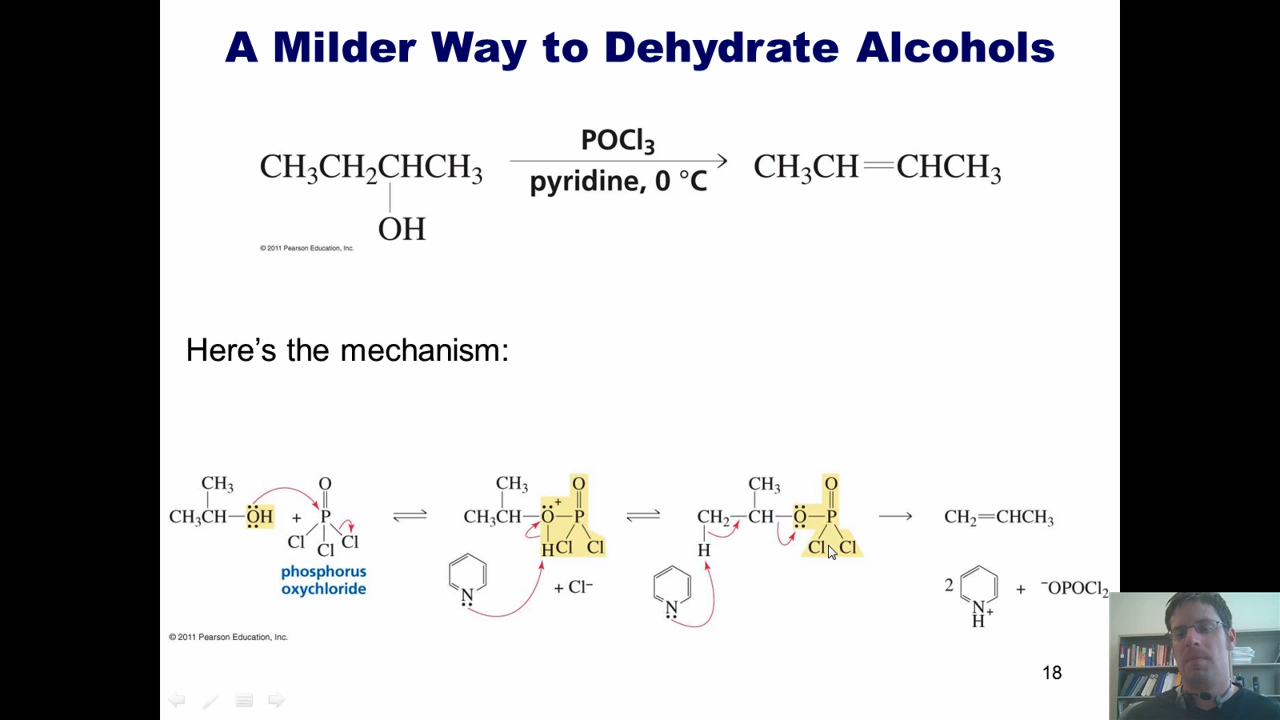 A Milder Way to Dehydrate Alcohols
POCl₃
CH₃CH₂CHCH₃
pyridine, 0 °C
CH₃CH=CHCH₃
OH
© 2011 Pearson Education, Inc.
Here's the mechanism:
CH₃ O CH₃ O CH₃ O
CH₃CH—ÖH + P CH₃CH—O—P CH₂—CH—O—P CH₂=CHCH₃
Cl Cl Cl H Cl Cl H Cl Cl
phosphorus
oxychloride
+ Cl⁻
N N 2 N H + + ⁻OPOCl₂
© 2011 Pearson Education, Inc.
18